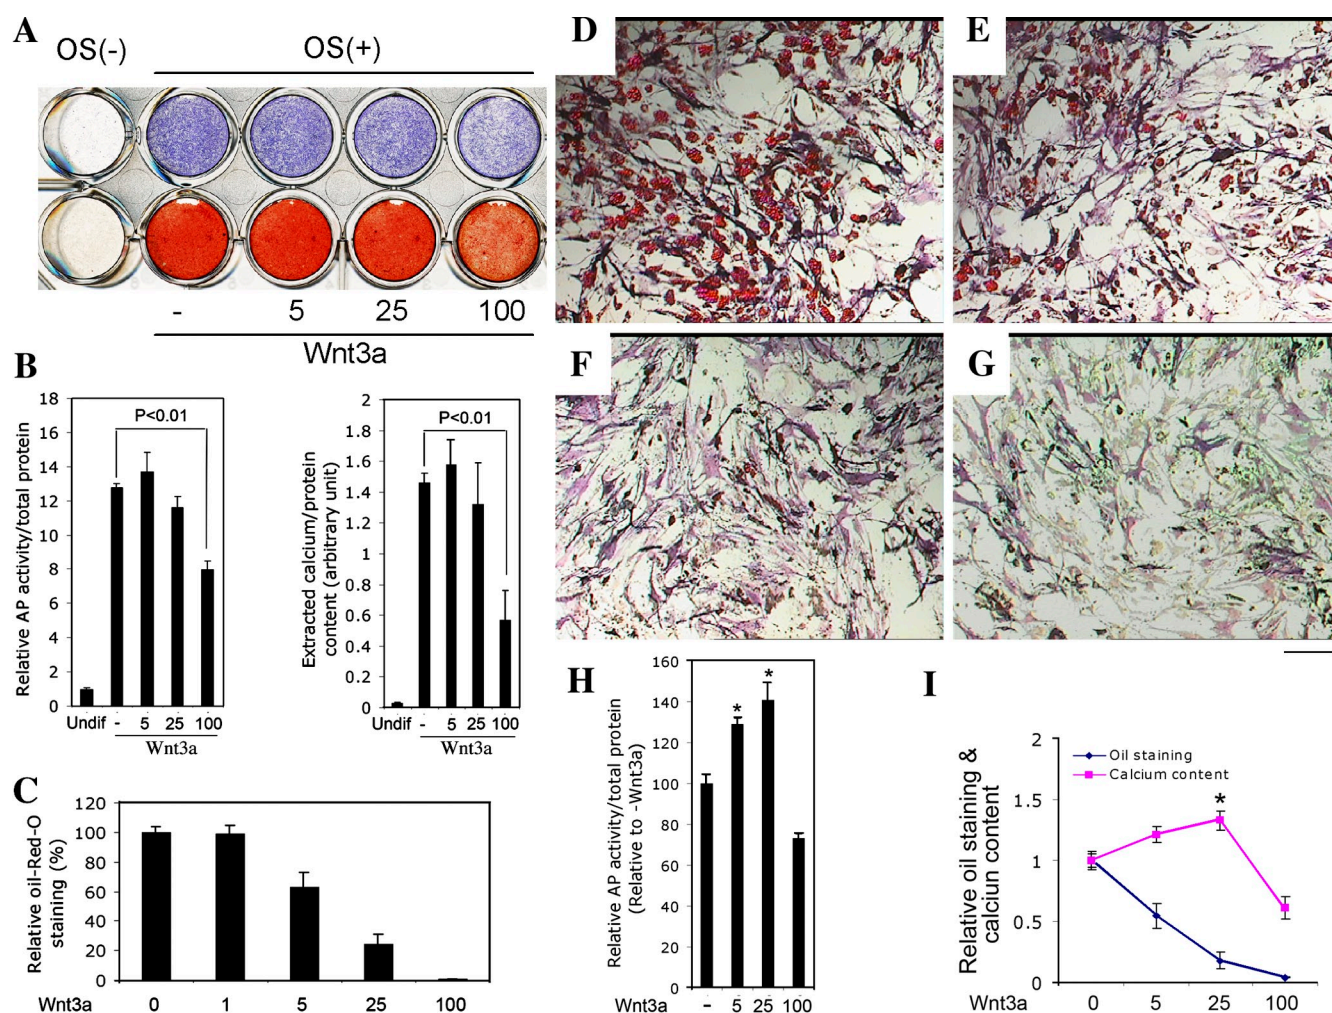 A
OS(-)
OS(+)
-
5
25
100
Wnt3a
B
Relative AP activity/total protein
18
16
14
12
10
8
6
4
2
0
P<0.01
Undif
-
5
25
100
Wnt3a
Extracted calcium/protein
content (arbitrary unit)
2
1.8
1.6
1.4
1.2
1
0.8
0.6
0.4
0.2
0
P<0.01
Undif
-
5
25
100
Wnt3a
C
Relative oil-Red-O
staining (%)
120
100
80
60
40
20
0
Wnt3a
0
1
5
25
100
D
E
F
G
H
Relative AP activity/total protein
(Relative to -Wnt3a)
160
140
120
100
80
60
40
20
0
*
*
Wnt3a
-
5
25
100
I
Relative oil staining &
calciun content
2
1.5
1
0.5
0
Oil staining
Calcium content
*
Wnt3a
0
5
25
100